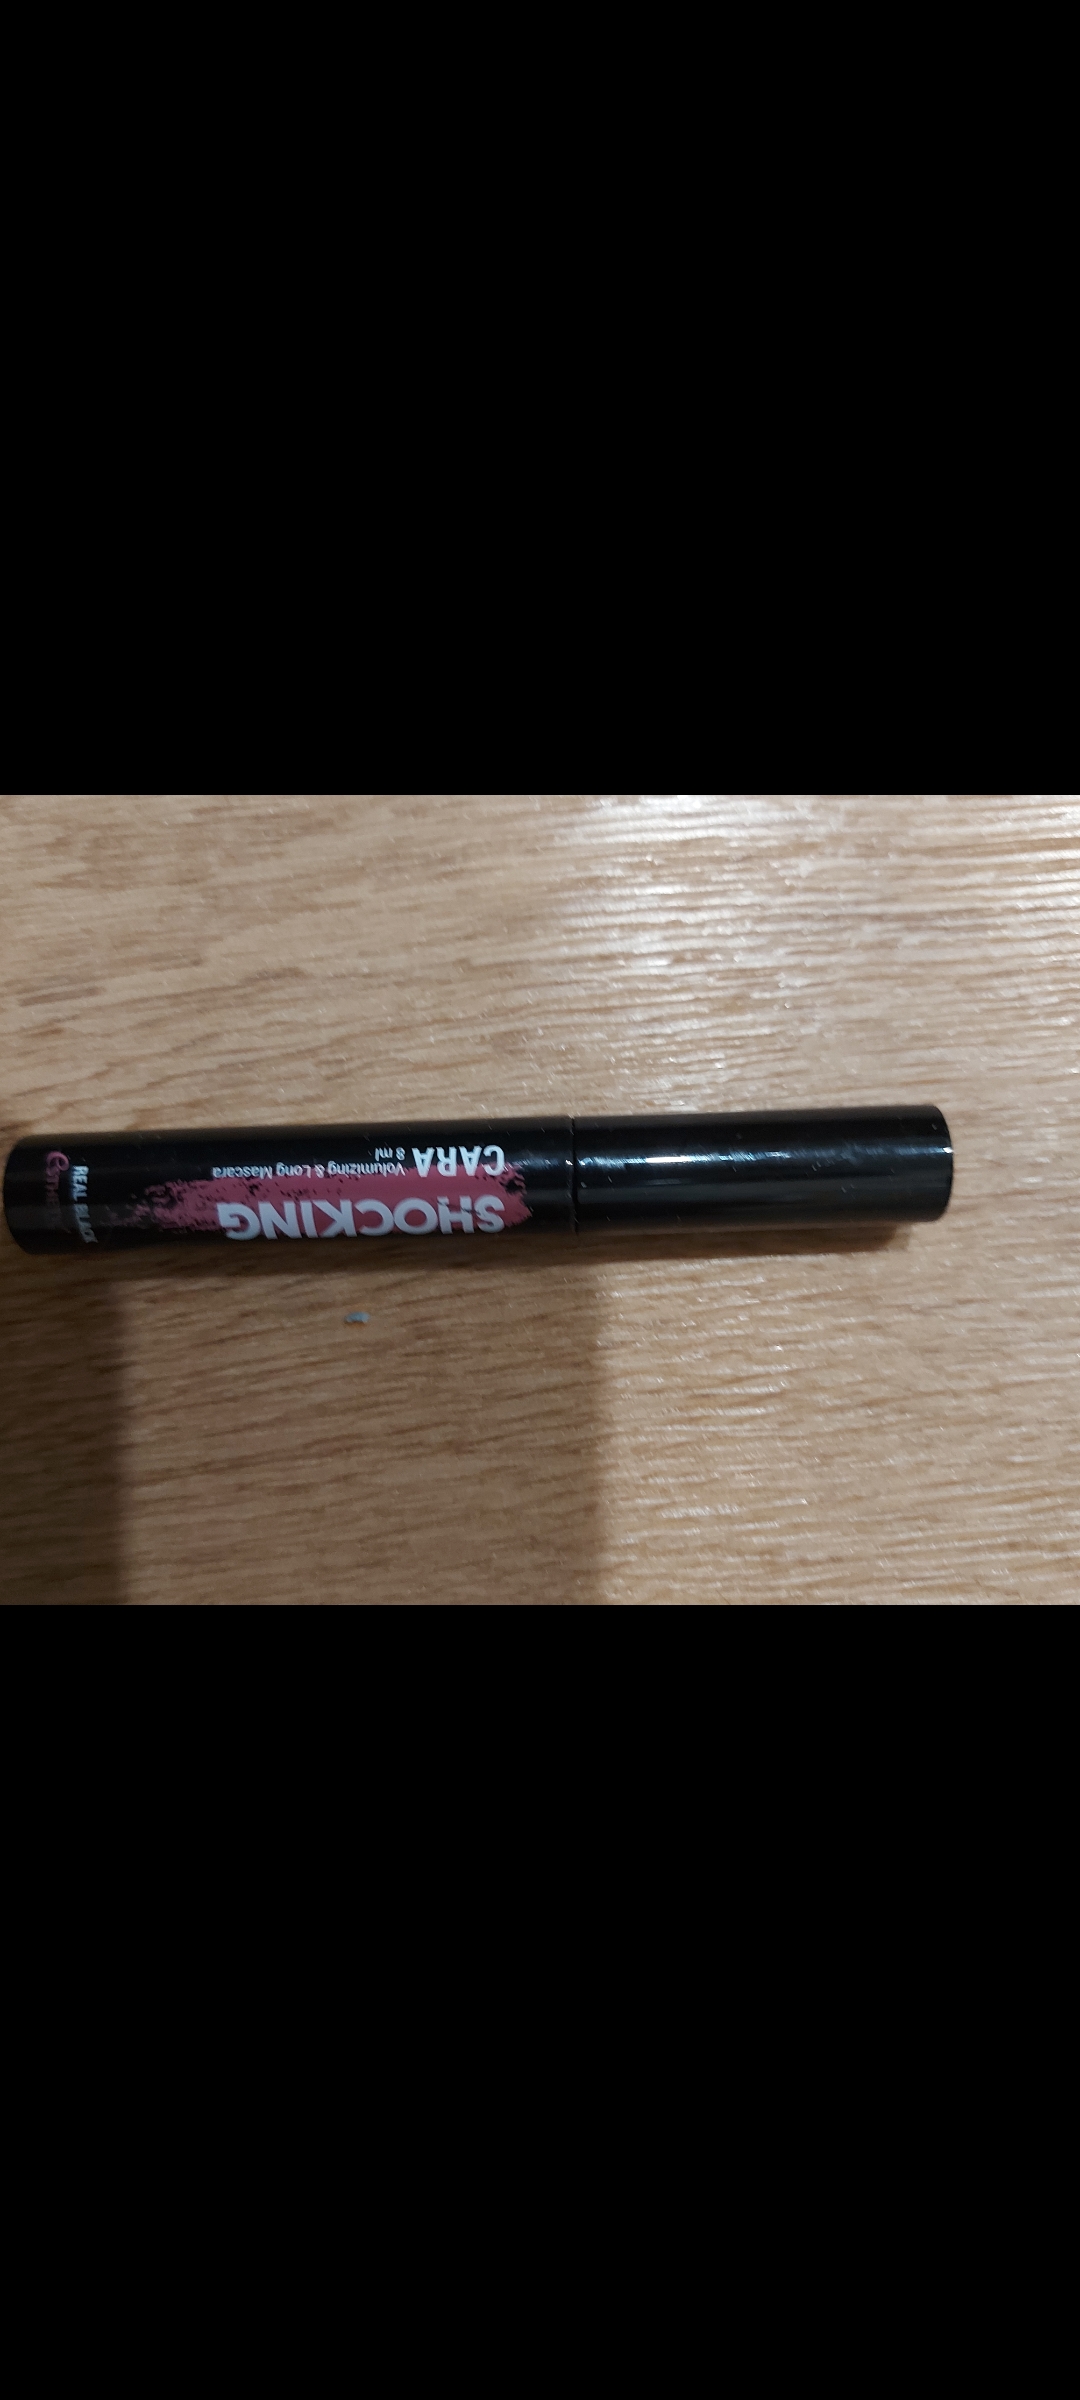 SHOCKING
CARA 8 ml
Volumizing & Long Mascara
REAL BLACK